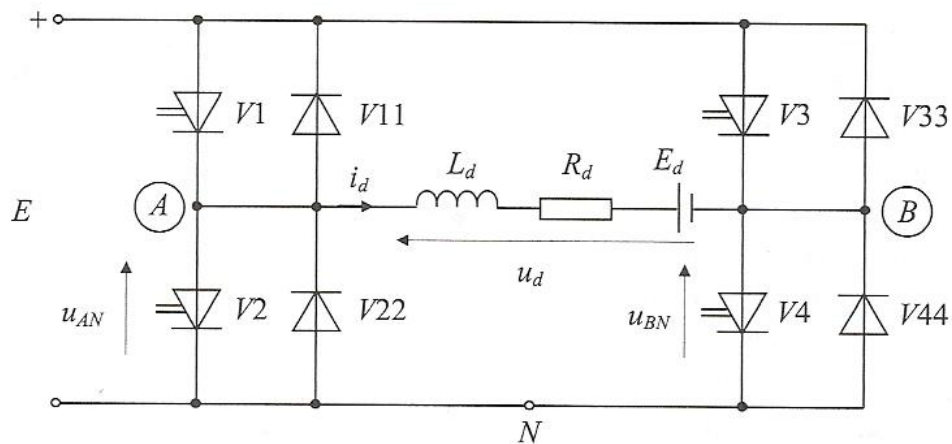 +
V1 V11 V3 V33
L_d R_d E_d
i_d
E A B
u_d
u_AN V2 V22 u_BN V4 V44
N